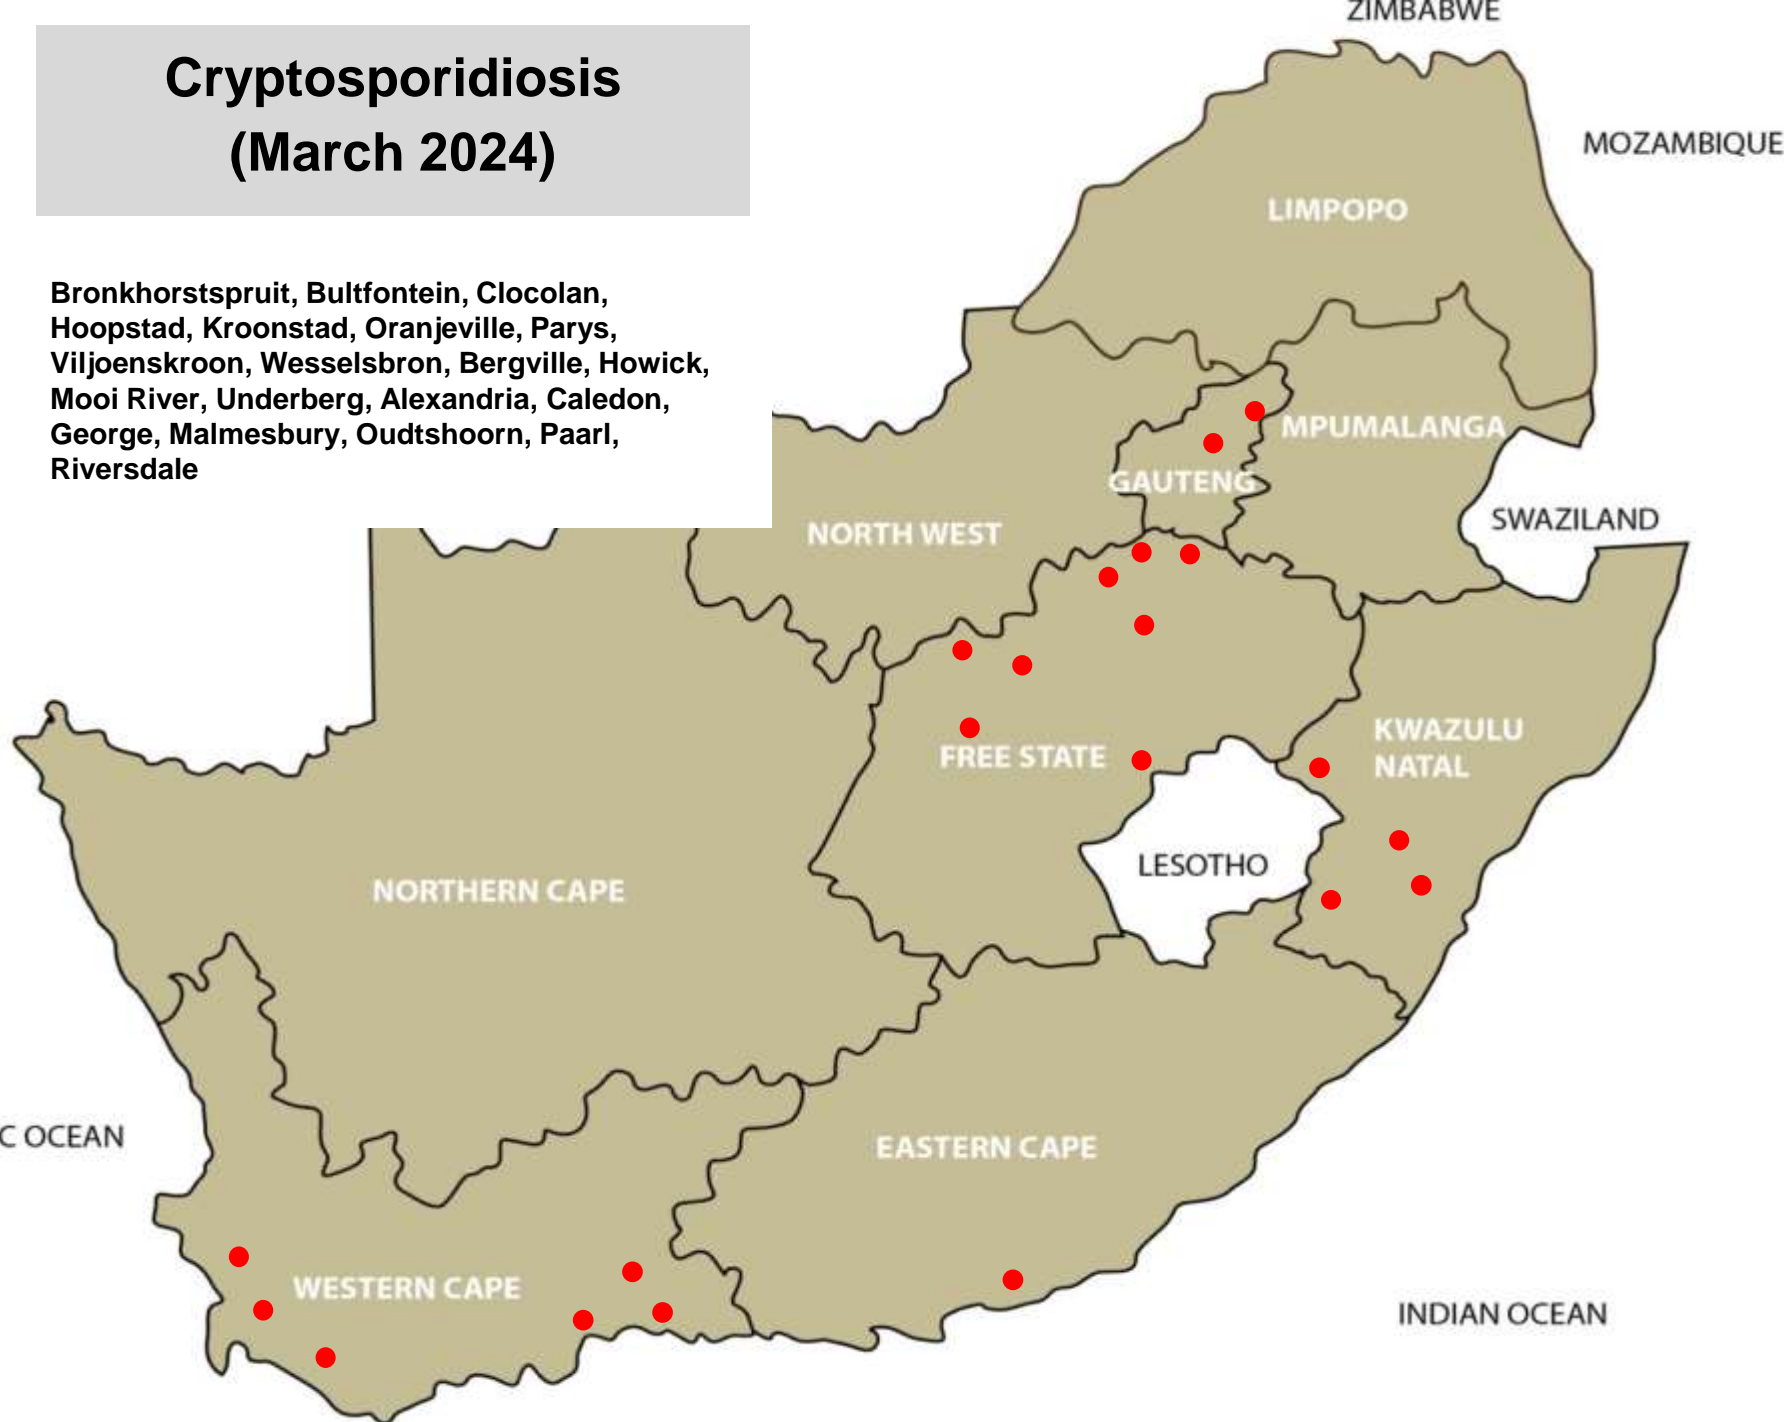 ZIMBABWE
Cryptosporidiosis
(March 2024)
MOZAMBIQUE
LIMPOPO
Bronkhorstspruit, Bultfontein, Clocolan,
Hoopstad, Kroonstad, Oranjeville, Parys,
Viljoenskroon, Wesselsbron, Bergville, Howick,
Mooi River, Underberg, Alexandria, Caledon,
George, Malmesbury, Oudtshoorn, Paarl,
Riversdale
MPUMALANGA
GAUTENG
SWAZILAND
NORTH WEST
KWAZULU
NATAL
FREE STATE
LESOTHO
NORTHERN CAPE
C OCEAN
EASTERN CAPE
WESTERN CAPE
INDIAN OCEAN